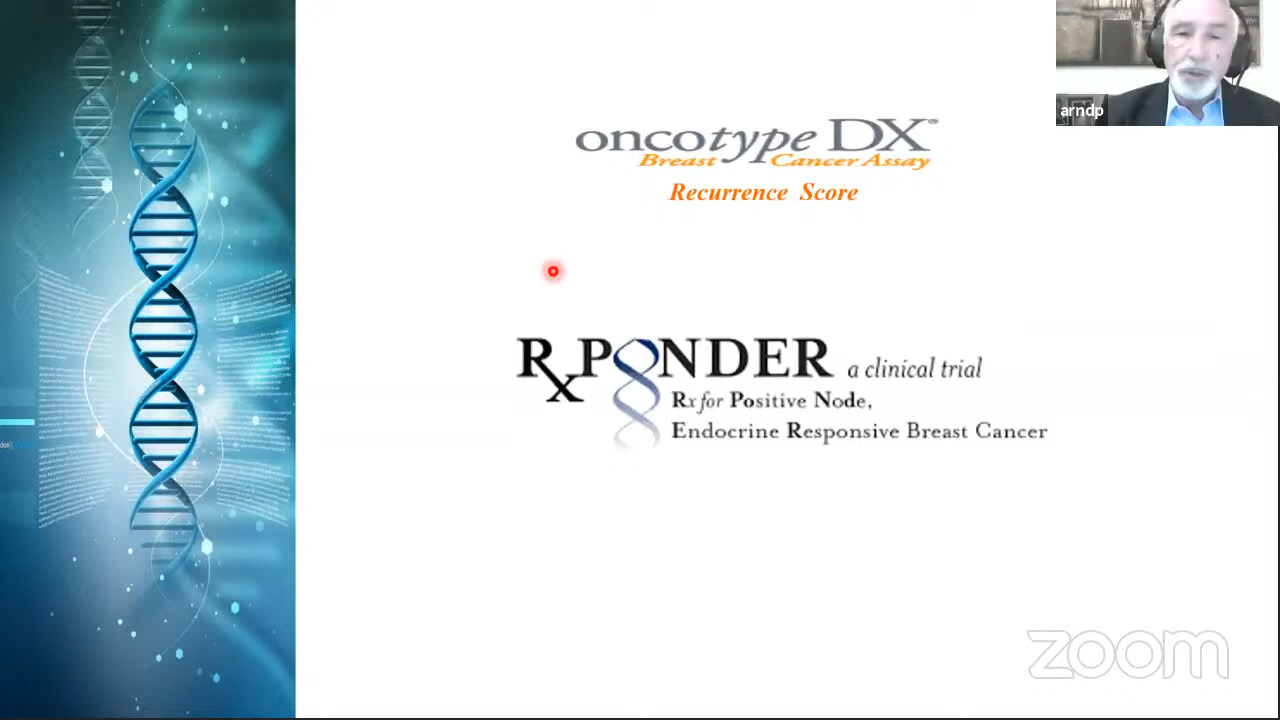 arndp
oncotype DX®
Breast Cancer Assay
Recurrence Score
RxPONDER a clinical trial
Rx for Positive Node,
Endocrine Responsive Breast Cancer
zoom